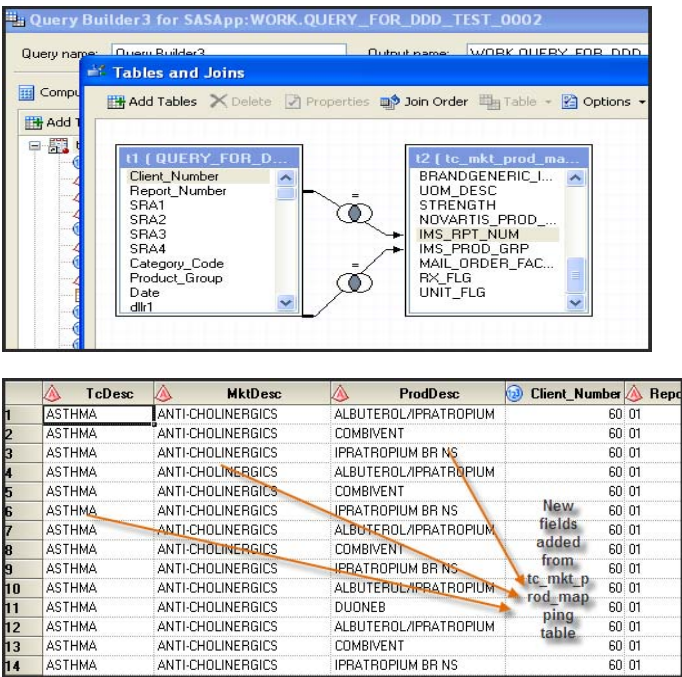 Query Builder3 for SASApp:WORK.QUERY_FOR_DDD_TEST_0002
Query name: Query Builder3 Output name: WORK.QUERY_FOR_DDD
Tables and Joins
Compu
Add Tables Delete Properties Join Order Table Options
Add T
t1 ( QUERY_FOR_D...
Client_Number
Report_Number
SRA1
SRA2
SRA3
SRA4
Category_Code
Product_Group
Date
dllr1
=
=
t2 ( tc_mkt_prod_ma...
BRANDGENERIC_I...
UOM_DESC
STRENGTH
NOVARTIS_PROD_...
IMS_RPT_NUM
IMS_PROD_GRP
MAIL_ORDER_FAC...
RX_FLG
UNIT_FLG
TcDesc MktDesc ProdDesc Client_Number Repo
1 ASTHMA ANTI-CHOLINERGICS ALBUTEROL/IPRATROPIUM 60 01
2 ASTHMA ANTI-CHOLINERGICS COMBIVENT 60 01
3 ASTHMA ANTI-CHOLINERGICS IPRATROPIUM BR NS 60 01
4 ASTHMA ANTI-CHOLINERGICS ALBUTEROL/IPRATROPIUM 60 01
5 ASTHMA ANTI-CHOLINERGICS COMBIVENT 60 01
6 ASTHMA ANTI-CHOLINERGICS IPRATROPIUM BR NS 60 01
7 ASTHMA ANTI-CHOLINERGICS ALBUTEROL/IPRATROPIUM 60 01
8 ASTHMA ANTI-CHOLINERGICS COMBIVENT 60 01
9 ASTHMA ANTI-CHOLINERGICS IPRATROPIUM BR NS 60 01
10 ASTHMA ANTI-CHOLINERGICS ALBUTEROL/IPRATROPIUM 60 01
11 ASTHMA ANTI-CHOLINERGICS DUONEB 60 01
12 ASTHMA ANTI-CHOLINERGICS ALBUTEROL/IPRATROPIUM 60 01
13 ASTHMA ANTI-CHOLINERGICS COMBIVENT 60 01
14 ASTHMA ANTI-CHOLINERGICS IPRATROPIUM BR NS 60 01
New
fields
added
from
tc_mkt_p
rod_map
ping
table